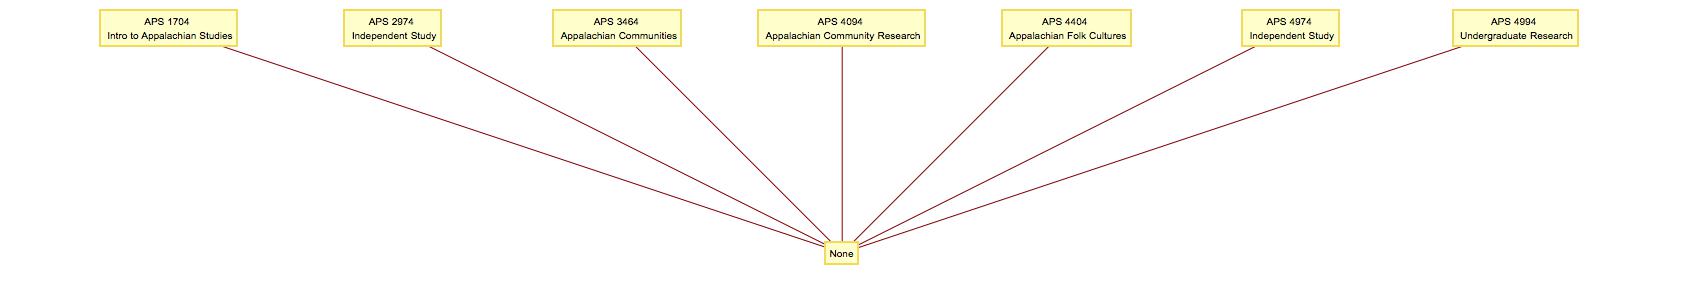 APS 1704
Intro to Appalachian Studies
APS 2974
Independent Study
APS 3464
Appalachian Communities
APS 4094
Appalachian Community Research
APS 4404
Appalachian Folk Cultures
APS 4974
Independent Study
APS 4994
Undergraduate Research
None